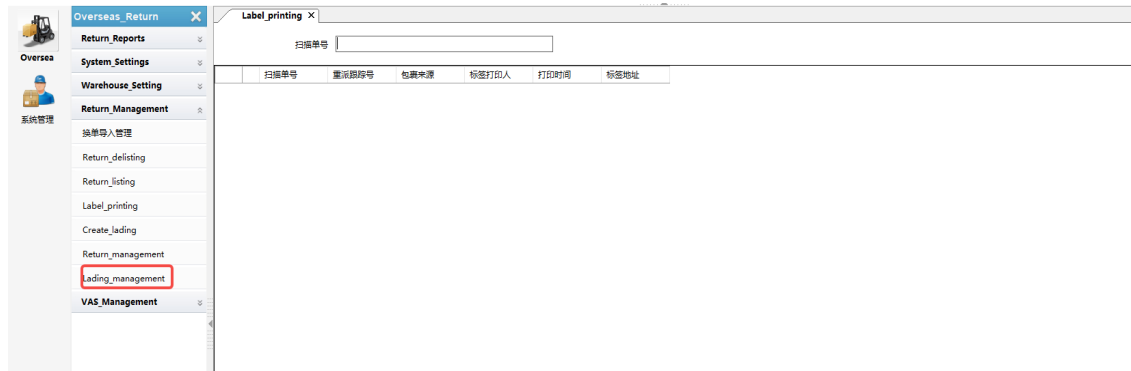 Oversea
系统管理
Overseas_Return
Return_Reports
System_Settings
Warehouse_Setting
Return_Management
换单导入管理
Return_delisting
Return_listing
Label_printing
Create_lading
Return_management
Lading_management
VAS_Management
Label_printing
扫描单号
扫描单号 重派跟踪号 包裹来源 标签打印人 打印时间 标签地址